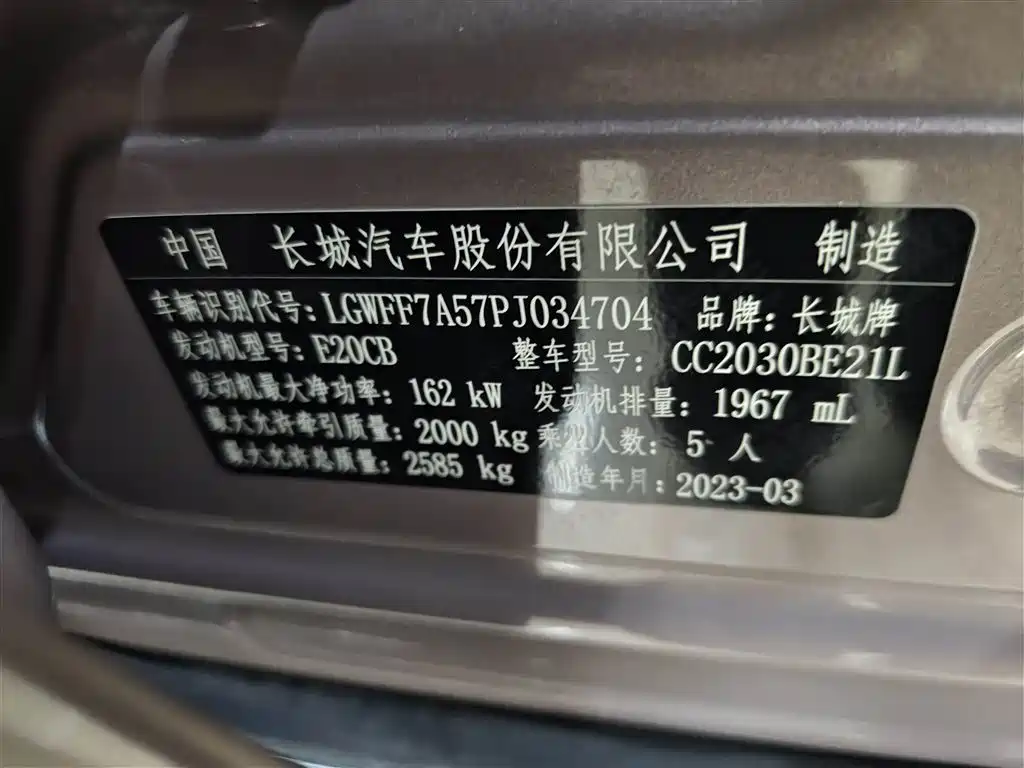 中国 长城汽车股份有限公司 制造
车辆识别代号: LGWFF7A57PJ034704 品牌: 长城牌
发动机型号: E20CB 整车型号: CC2030BE21L
发动机最大净功率: 162 kW 发动机排量: 1967 mL
最大允许牵引质量: 2000 kg 乘坐人数: 5 人
最大允许总质量: 2585 kg 制造年月: 2023-03